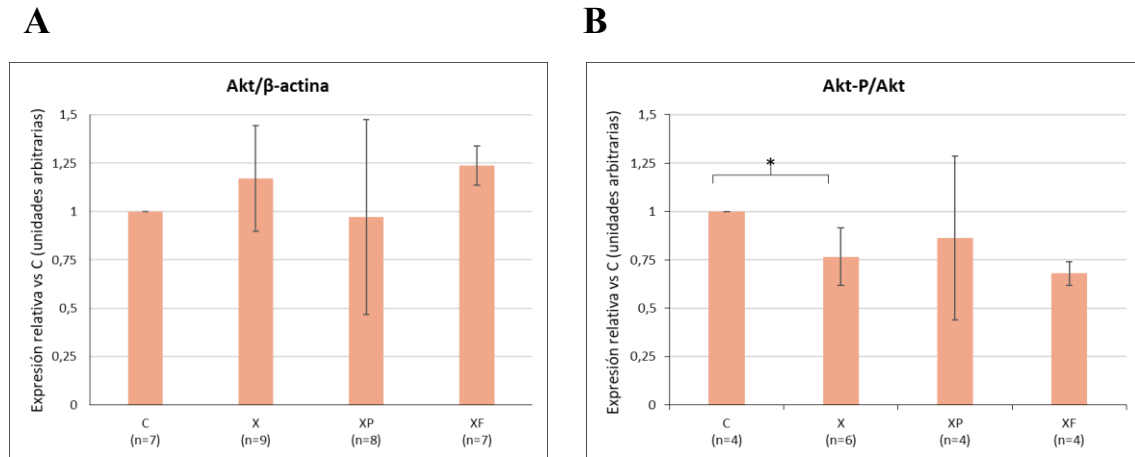 A
B
Akt/β-actina
Expresión relativa vs C (unidades arbitrarias)
1,5
1,25
1
0,75
0,5
0,25
0
C
(n=7)
X
(n=9)
XP
(n=8)
XF
(n=7)
Akt-P/Akt
Expresión relativa vs C (unidades arbitrarias)
1,5
1,25
1
0,75
0,5
0,25
0
*
C
(n=4)
X
(n=6)
XP
(n=4)
XF
(n=4)